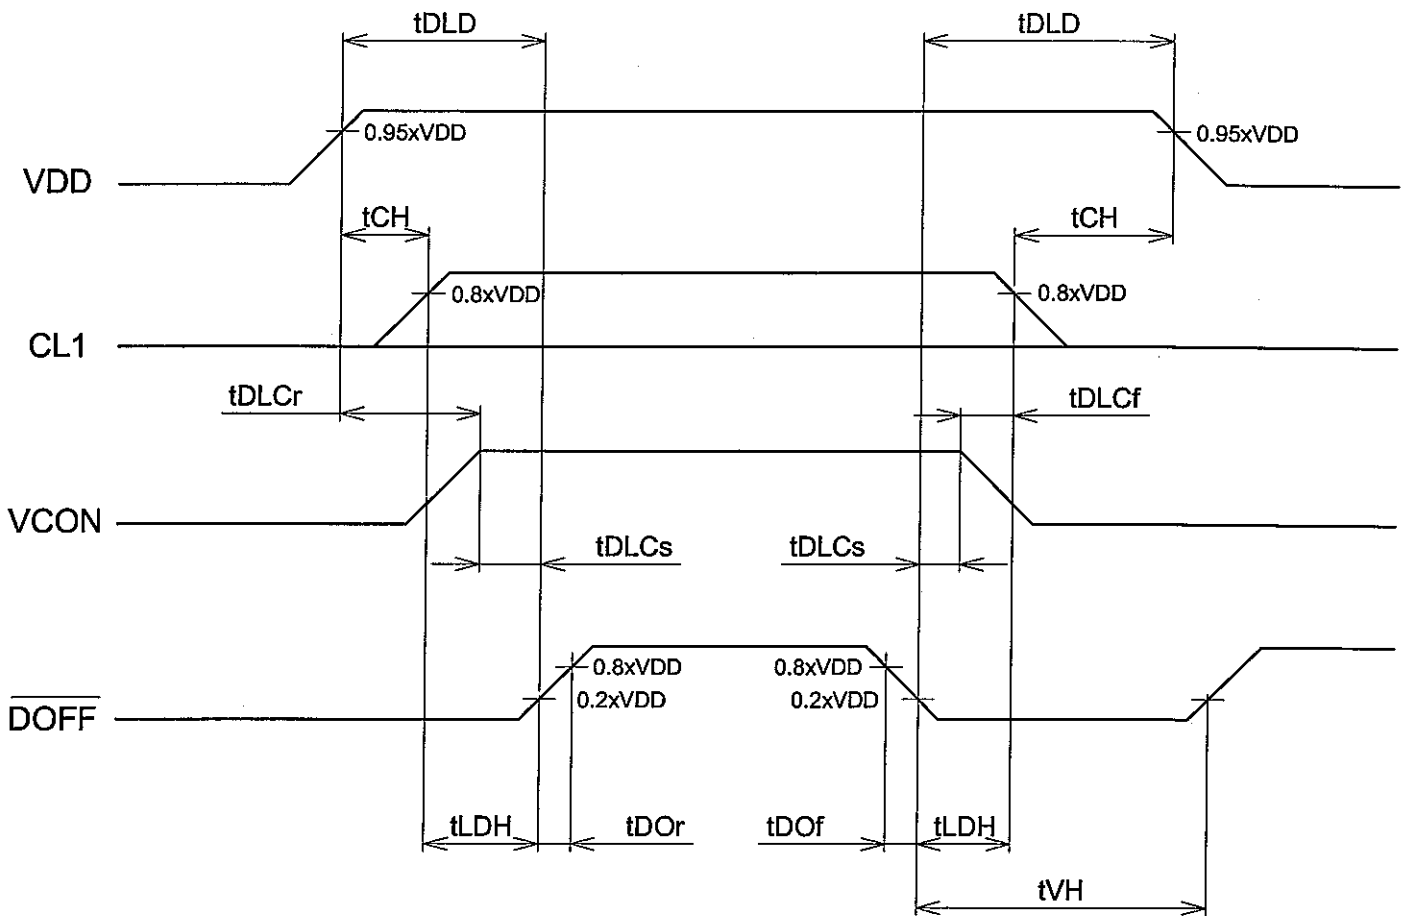 tDLD
tDLD
0.95xVDD
0.95xVDD
VDD
tCH
tCH
0.8xVDD
0.8xVDD
CL1
tDLCr
tDLCf
VCON
tDLCs
tDLCs
0.8xVDD
0.8xVDD
0.2xVDD
0.2xVDD
DOFF
tLDH
tDOr
tDOf
tLDH
tVH